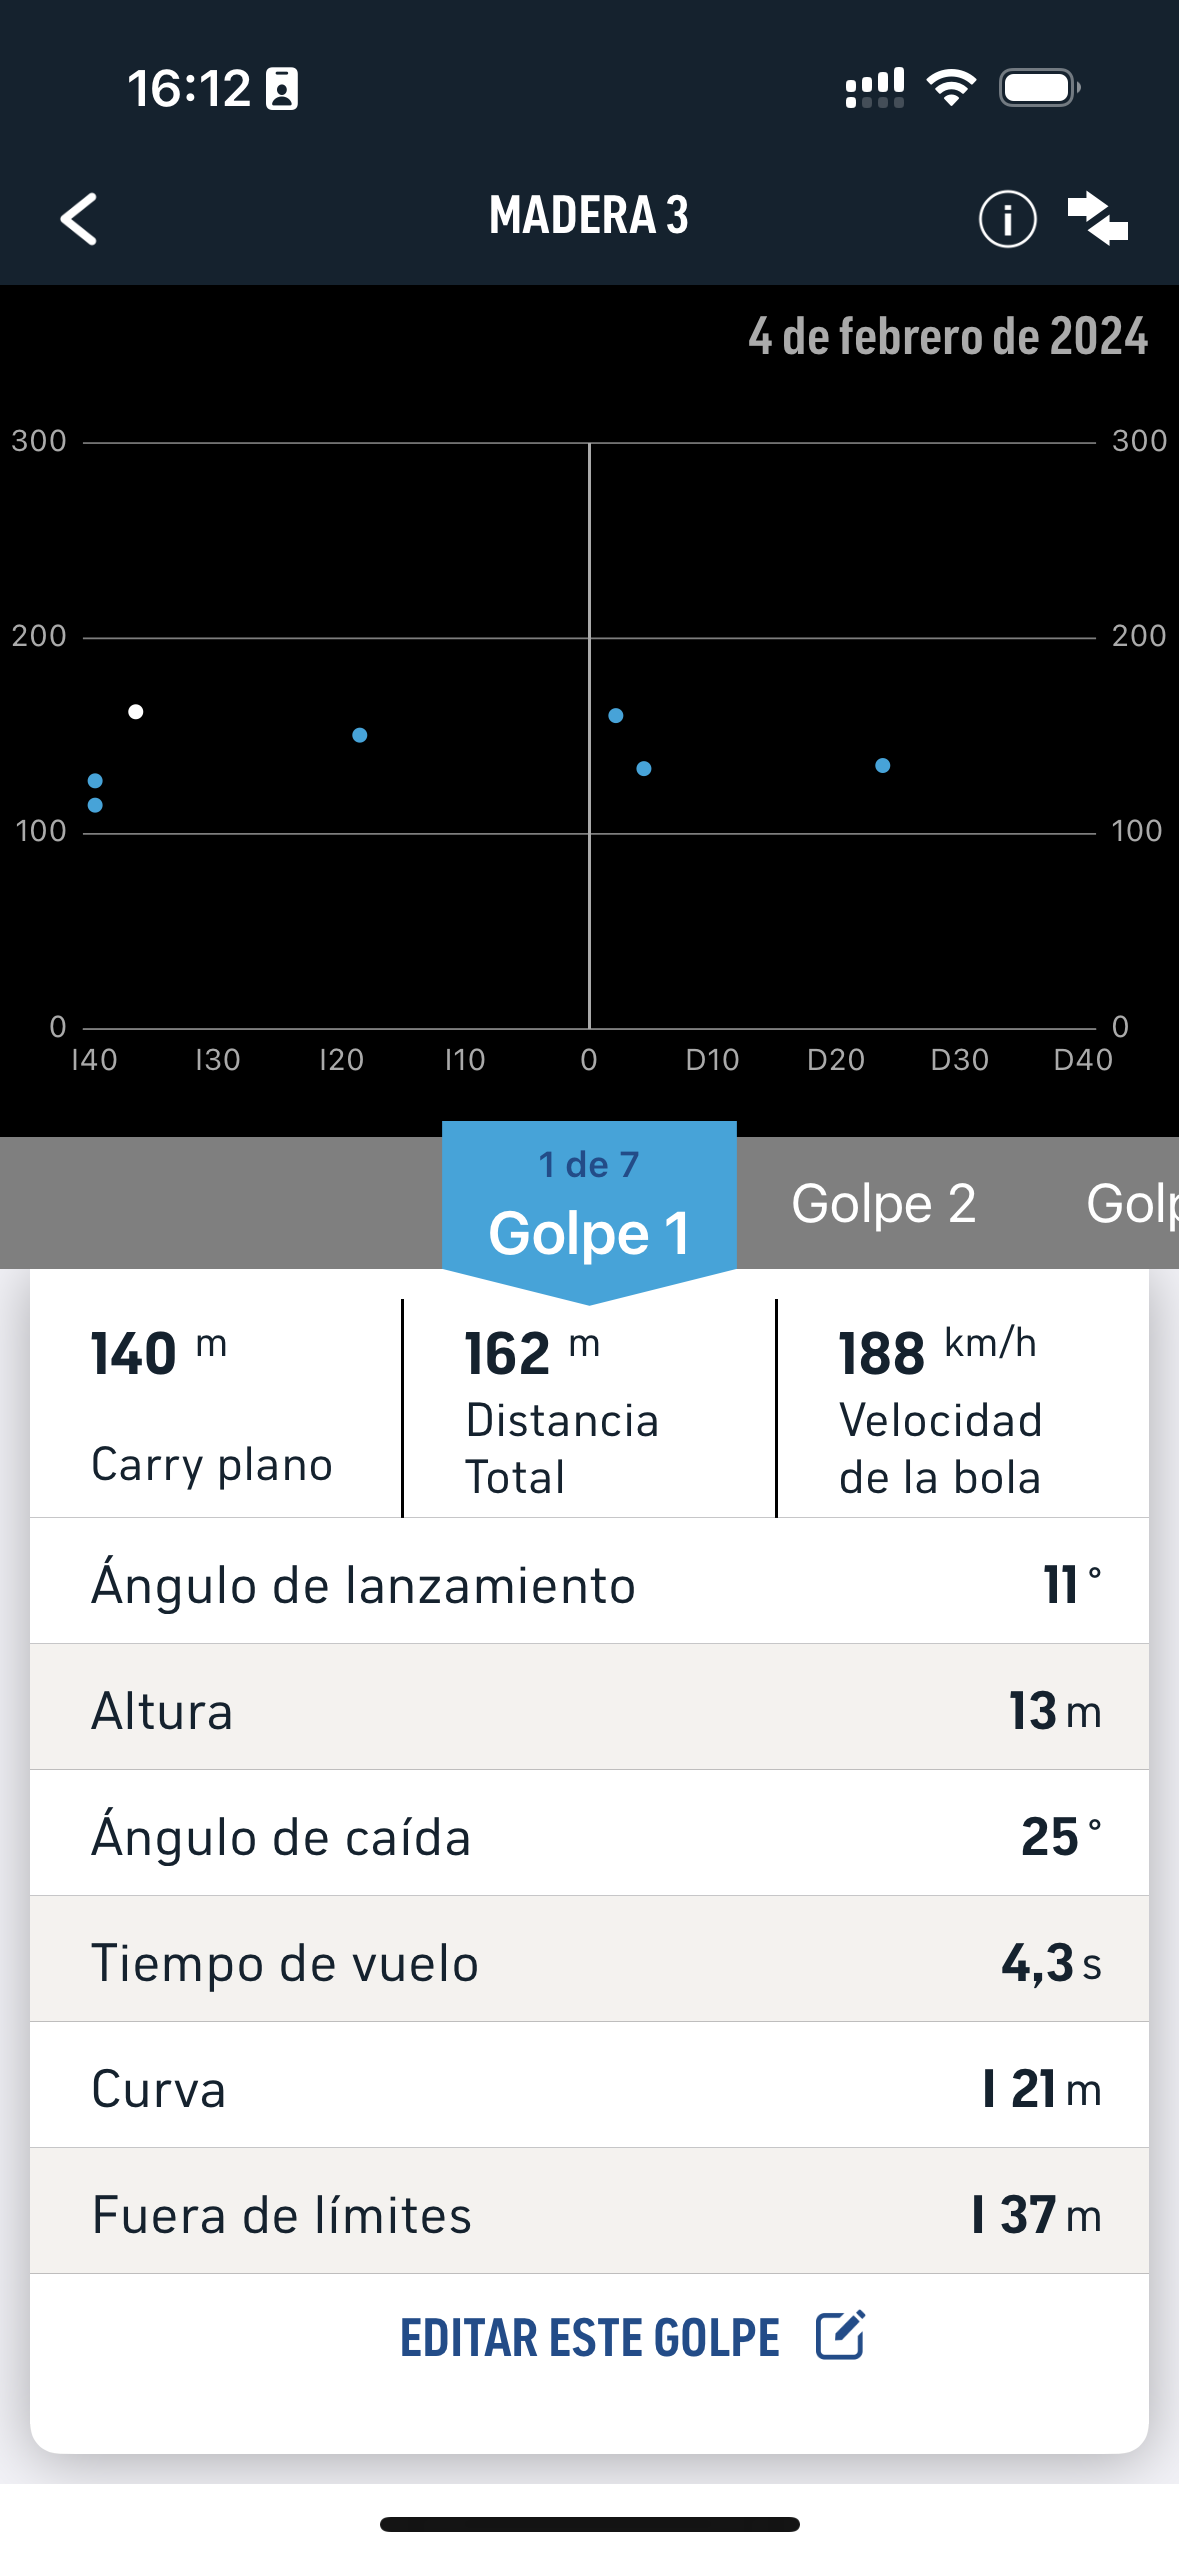 16:12
MADERA 3
4 de febrero de 2024
300 300
200 200
100 100
0 0
I40 I30 I20 I10 0 D10 D20 D30 D40
1 de 7
Golpe 1 Golpe 2 Golp
140 m 162 m 188 km/h
Carry plano
Distancia
Total
Velocidad
de la bola
Ángulo de lanzamiento 11 °
Altura 13 m
Ángulo de caída 25 °
Tiempo de vuelo 4,3 s
Curva I 21 m
Fuera de límites I 37 m
EDITAR ESTE GOLPE